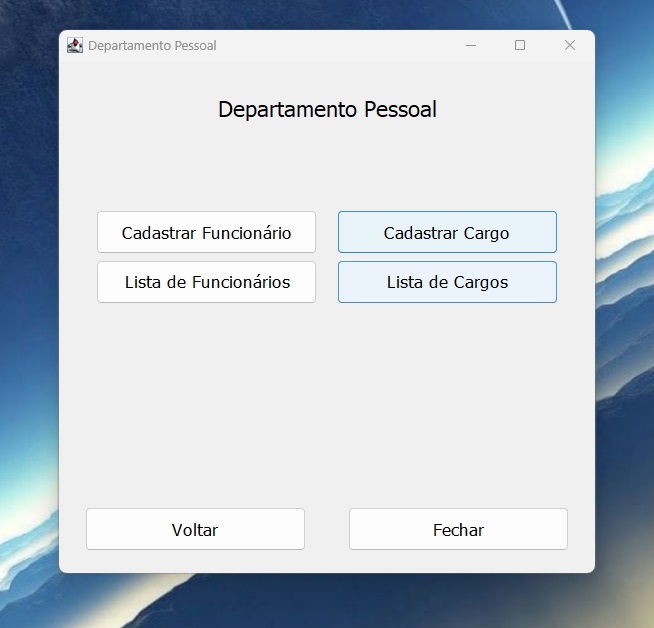 Departamento Pessoal
Departamento Pessoal
Cadastrar Funcionário
Cadastrar Cargo
Lista de Funcionários
Lista de Cargos
Voltar
Fechar